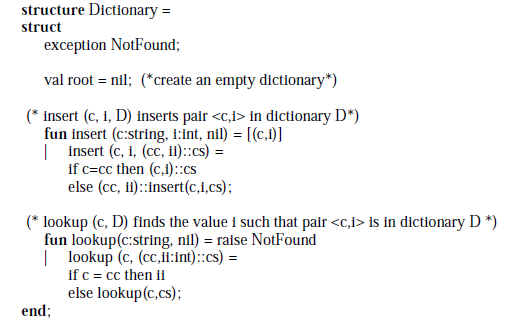 structure Dictionary =
struct
exception NotFound;
val root = nil; (*create an empty dictionary*)
(* insert (c, i, D) inserts pair <c,i> in dictionary D*)
fun insert (c:string, i:int, nil) = [(c,i)]
| insert (c, i, (cc, ii)::cs) =
if c=cc then (c,i)::cs
else (cc, ii)::insert(c,i,cs);
(* lookup (c, D) finds the value i such that pair <c,i> is in dictionary D *)
fun lookup(c:string, nil) = raise NotFound
| lookup (c, (cc,ii:int)::cs) =
if c = cc then ii
else lookup(c,cs);
end;